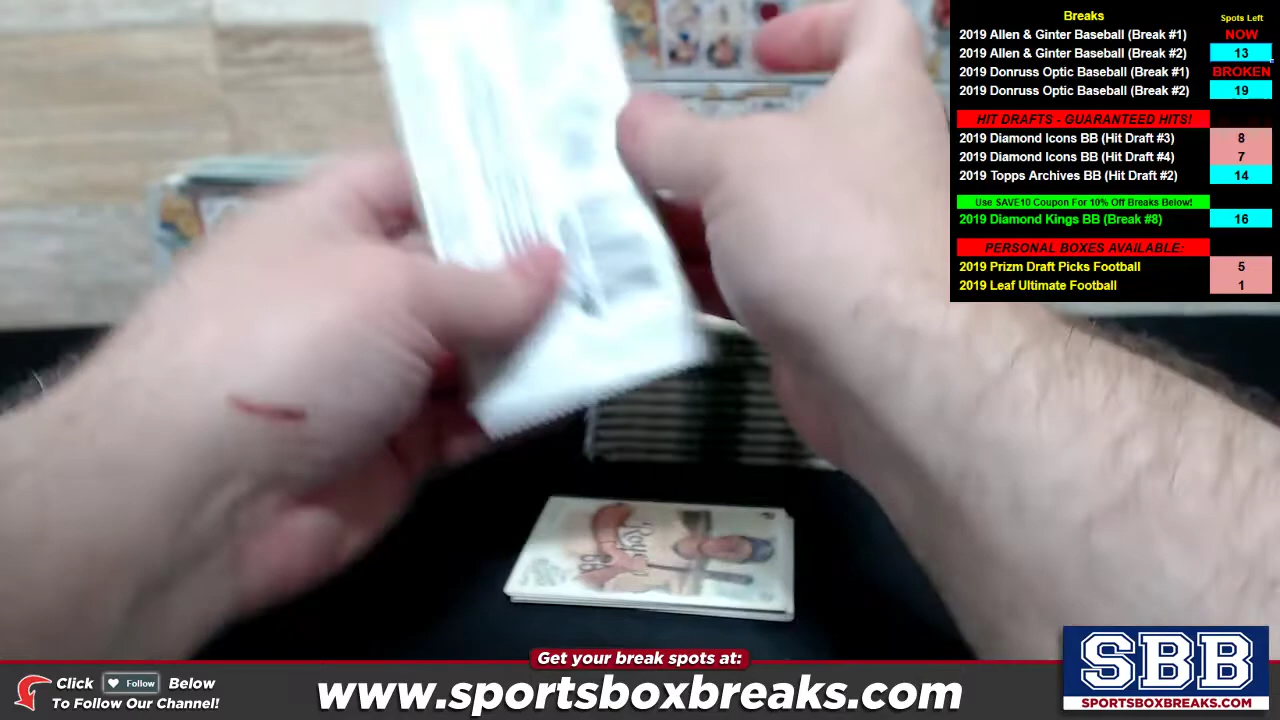 Breaks Spots Left
2019 Allen & Ginter Baseball (Break #1) NOW
2019 Allen & Ginter Baseball (Break #2) 13
2019 Donruss Optic Baseball (Break #1) BROKEN
2019 Donruss Optic Baseball (Break #2) 19
HIT DRAFTS - GUARANTEED HITS!
2019 Diamond Icons BB (Hit Draft #3) 8
2019 Diamond Icons BB (Hit Draft #4) 7
2019 Topps Archives BB (Hit Draft #2) 14
Use SAVE10 Coupon For 10% Off Breaks Below!
2019 Diamond Kings BB (Break #8) 16
PERSONAL BOXES AVAILABLE:
2019 Prizm Draft Picks Football 5
2019 Leaf Ultimate Football 1
Get your break spots at:
Click Follow Below
To Follow Our Channel!
www.sportsboxbreaks.com
SBB
SPORTSBOXBREAKS.COM